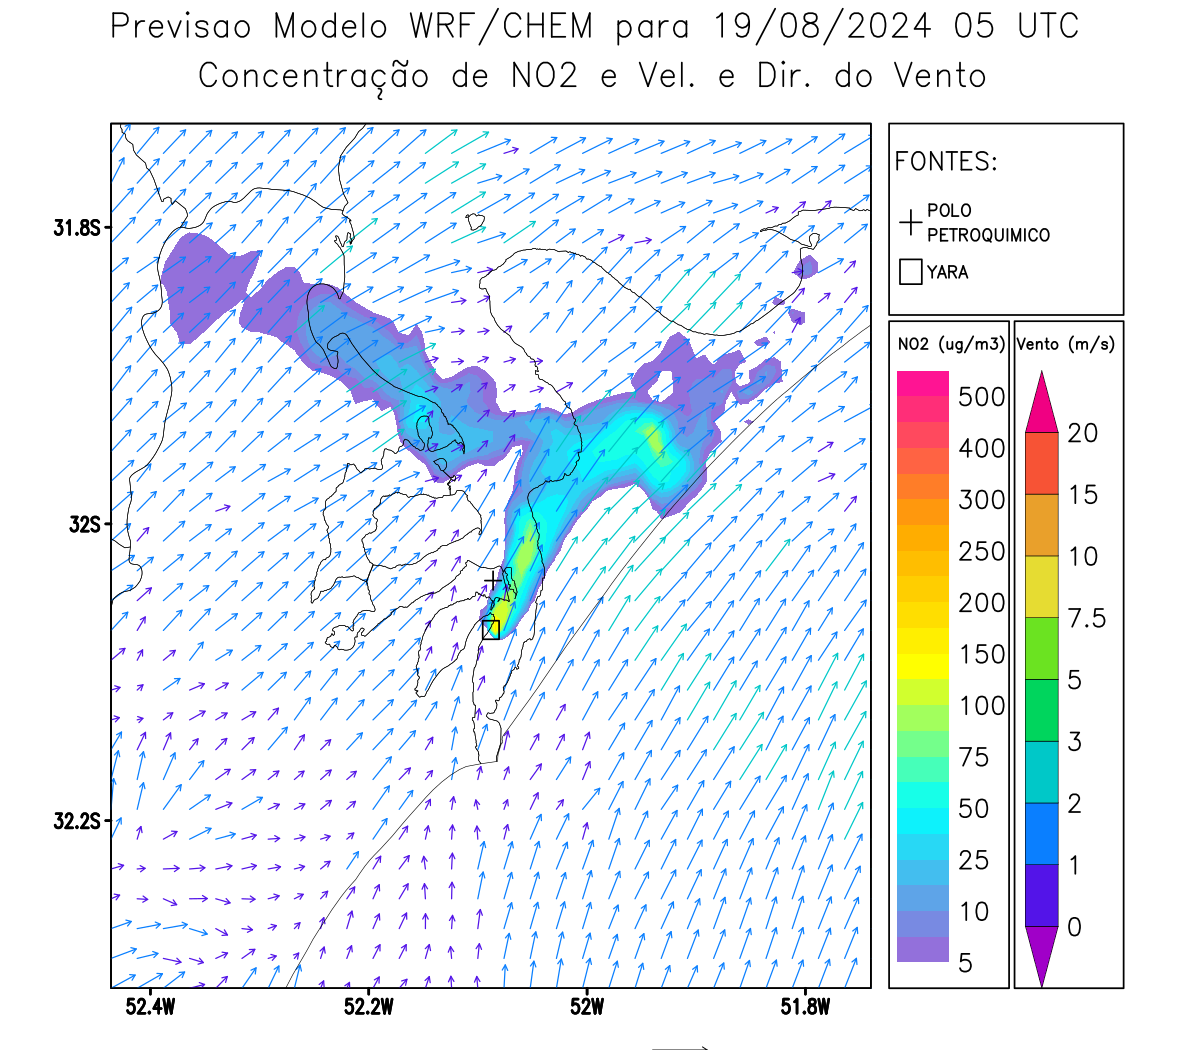 Previsao Modelo WRF/CHEM para 19/08/2024 05 UTC
Concentração de NO2 e Vel. e Dir. do Vento
31.8S
32S
32.2S
52.4W
52.2W
52W
51.8W
FONTES:
POLO
PETROQUIMICO
YARA
NO2 (ug/m3)
500
400
300
250
200
150
100
75
50
25
10
5
Vento (m/s)
20
15
10
7.5
5
3
2
1
0